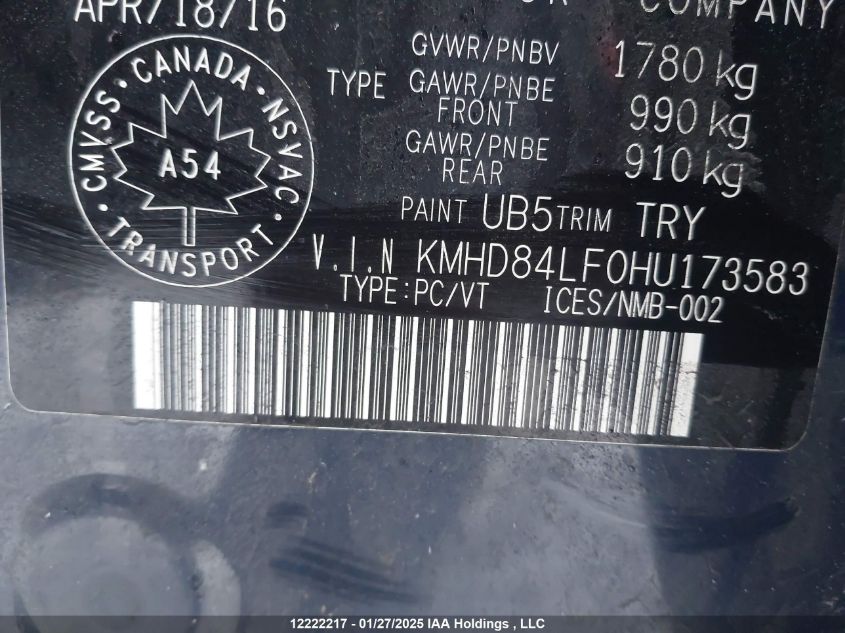 APR/18/16
COMPANY
GVWR/PNBV 1780 kg
TYPE GAWR/PNBE FRONT 990 kg
GAWR/PNBE REAR 910 kg
CMVSS · CANADA · NSVAC · TRANSPORT ·
A54
PAINT UB5 TRIM TRY
V.I.N KMHD84LF0HU173583
TYPE:PC/VT ICES/NMB-002
12222217 - 01/27/2025 IAA Holdings , LLC